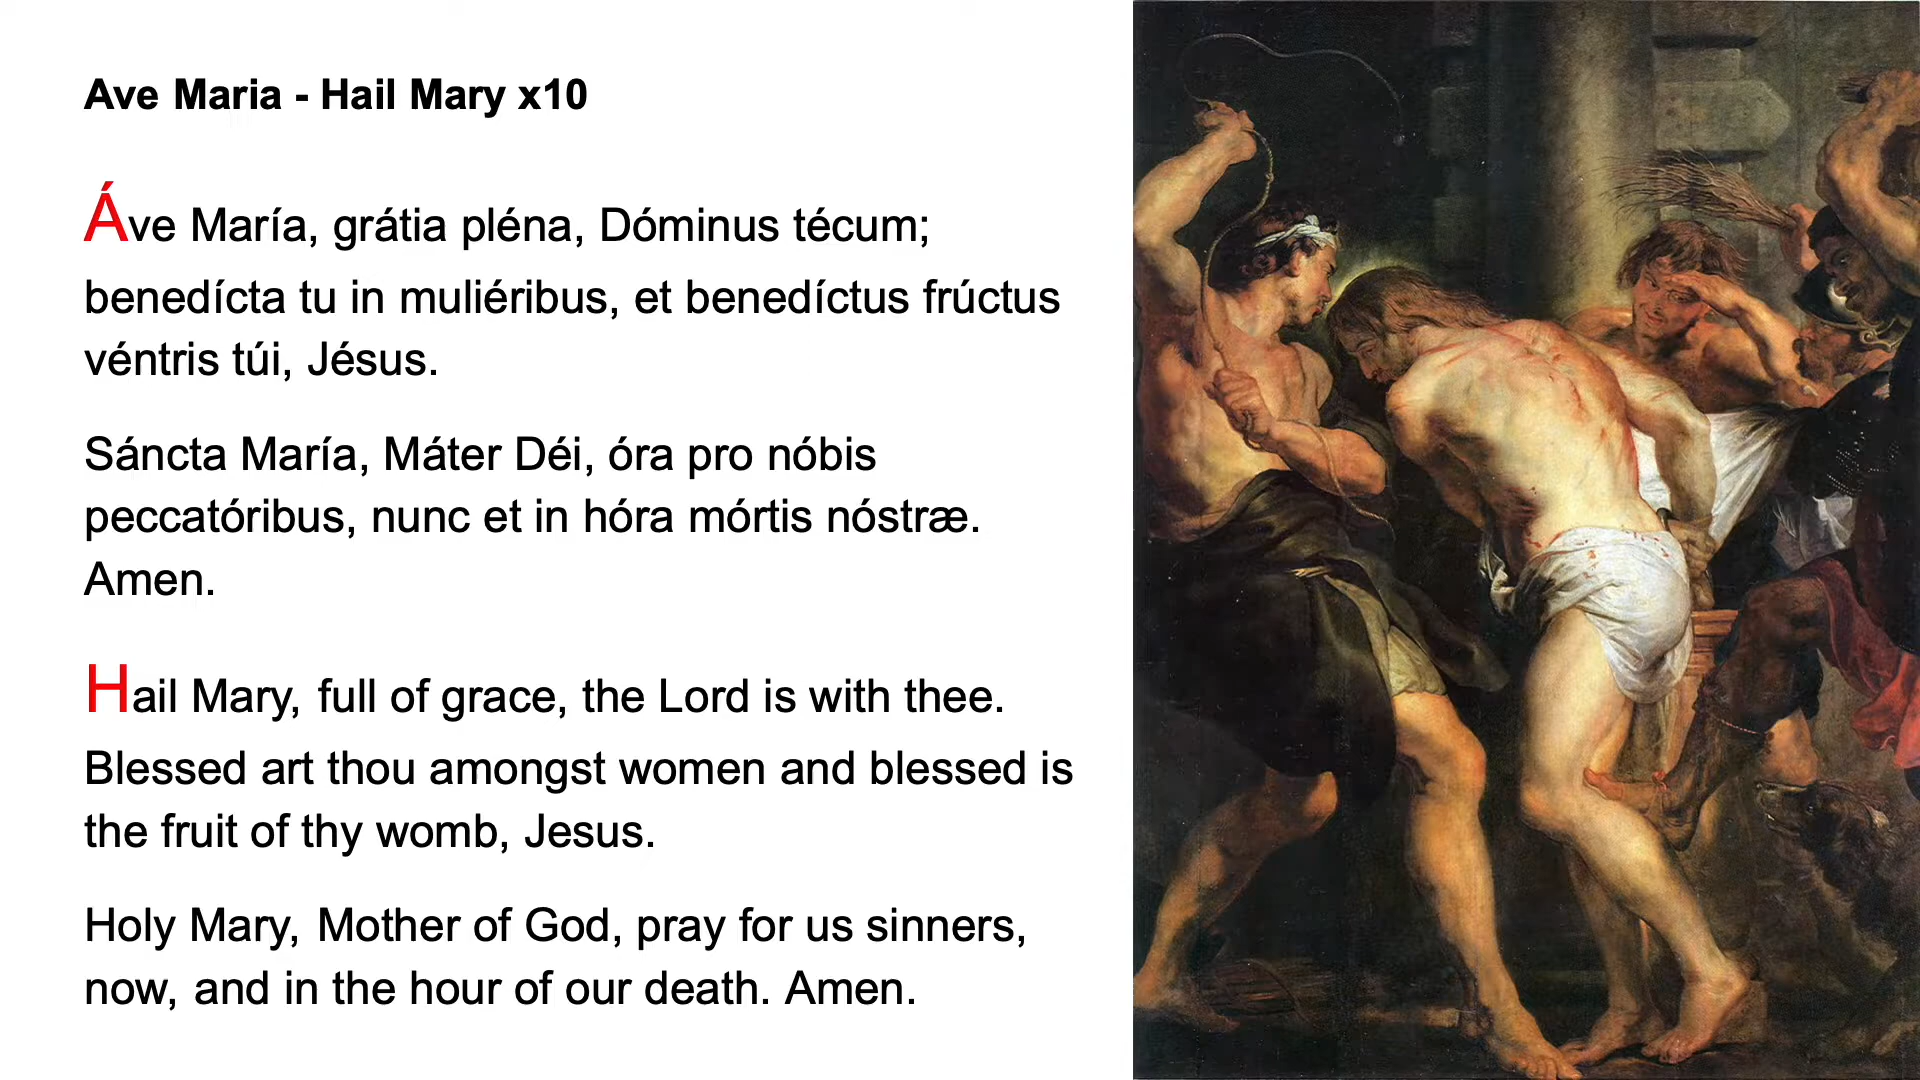 Ave Maria - Hail Mary x10
Áve María, grátia pléna, Dóminus técum;
benedícta tu in muliéribus, et benedíctus frúctus
véntris túi, Jésus.
Sáncta María, Máter Déi, óra pro nóbis
peccatóribus, nunc et in hóra mórtis nóstræ.
Amen.
Hail Mary, full of grace, the Lord is with thee.
Blessed art thou amongst women and blessed is
the fruit of thy womb, Jesus.
Holy Mary, Mother of God, pray for us sinners,
now, and in the hour of our death. Amen.